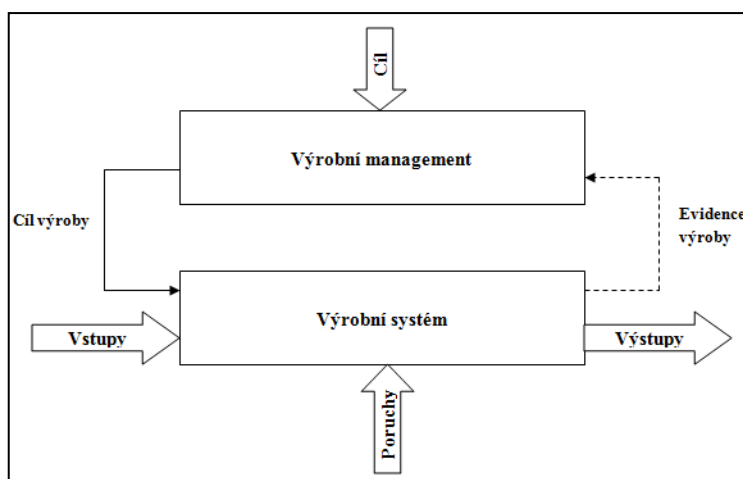 Cíl
Výrobní management
Cíl výroby
Evidence
výroby
Výrobní systém
Vstupy
Výstupy
Poruchy